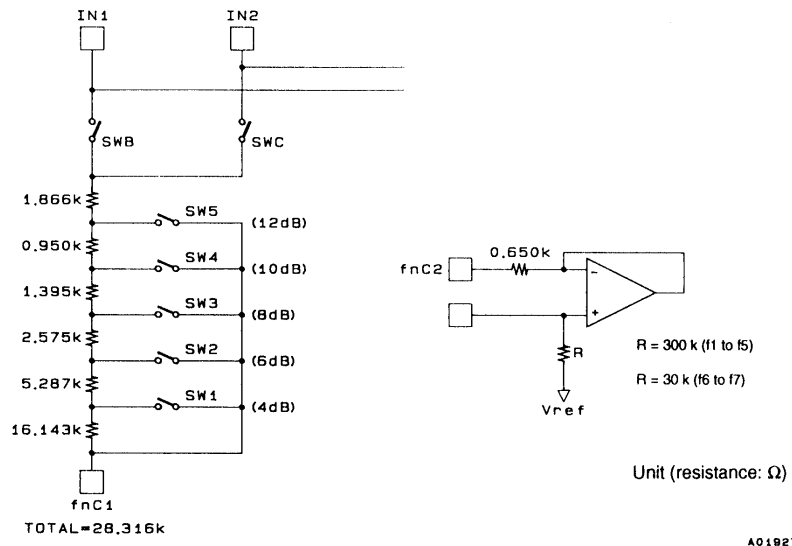 IN1
IN2
SWB
SWC
1.866k
SW5
(12dB)
0.950k
SW4
(10dB)
1.395k
SW3
(8dB)
2.575k
SW2
(6dB)
5.287k
SW1
(4dB)
16.143k
fnC1
TOTAL=28.316k
0.650k
fnC2
−
+
R
R = 300 k (f1 to f5)
R = 30 k (f6 to f7)
Vref
Unit (resistance: Ω)